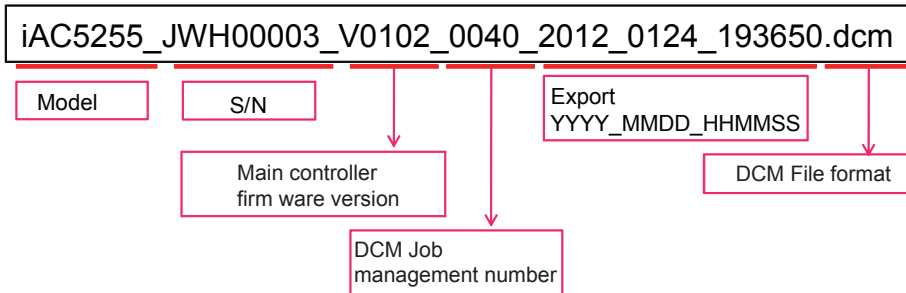 iAC5255_JWH00003_V0102_0040_2012_0124_193650.dcm
Model
S/N
Export
YYYY_MMDD_HHMMSS
Main controller
firm ware version
DCM File format
DCM Job
management number